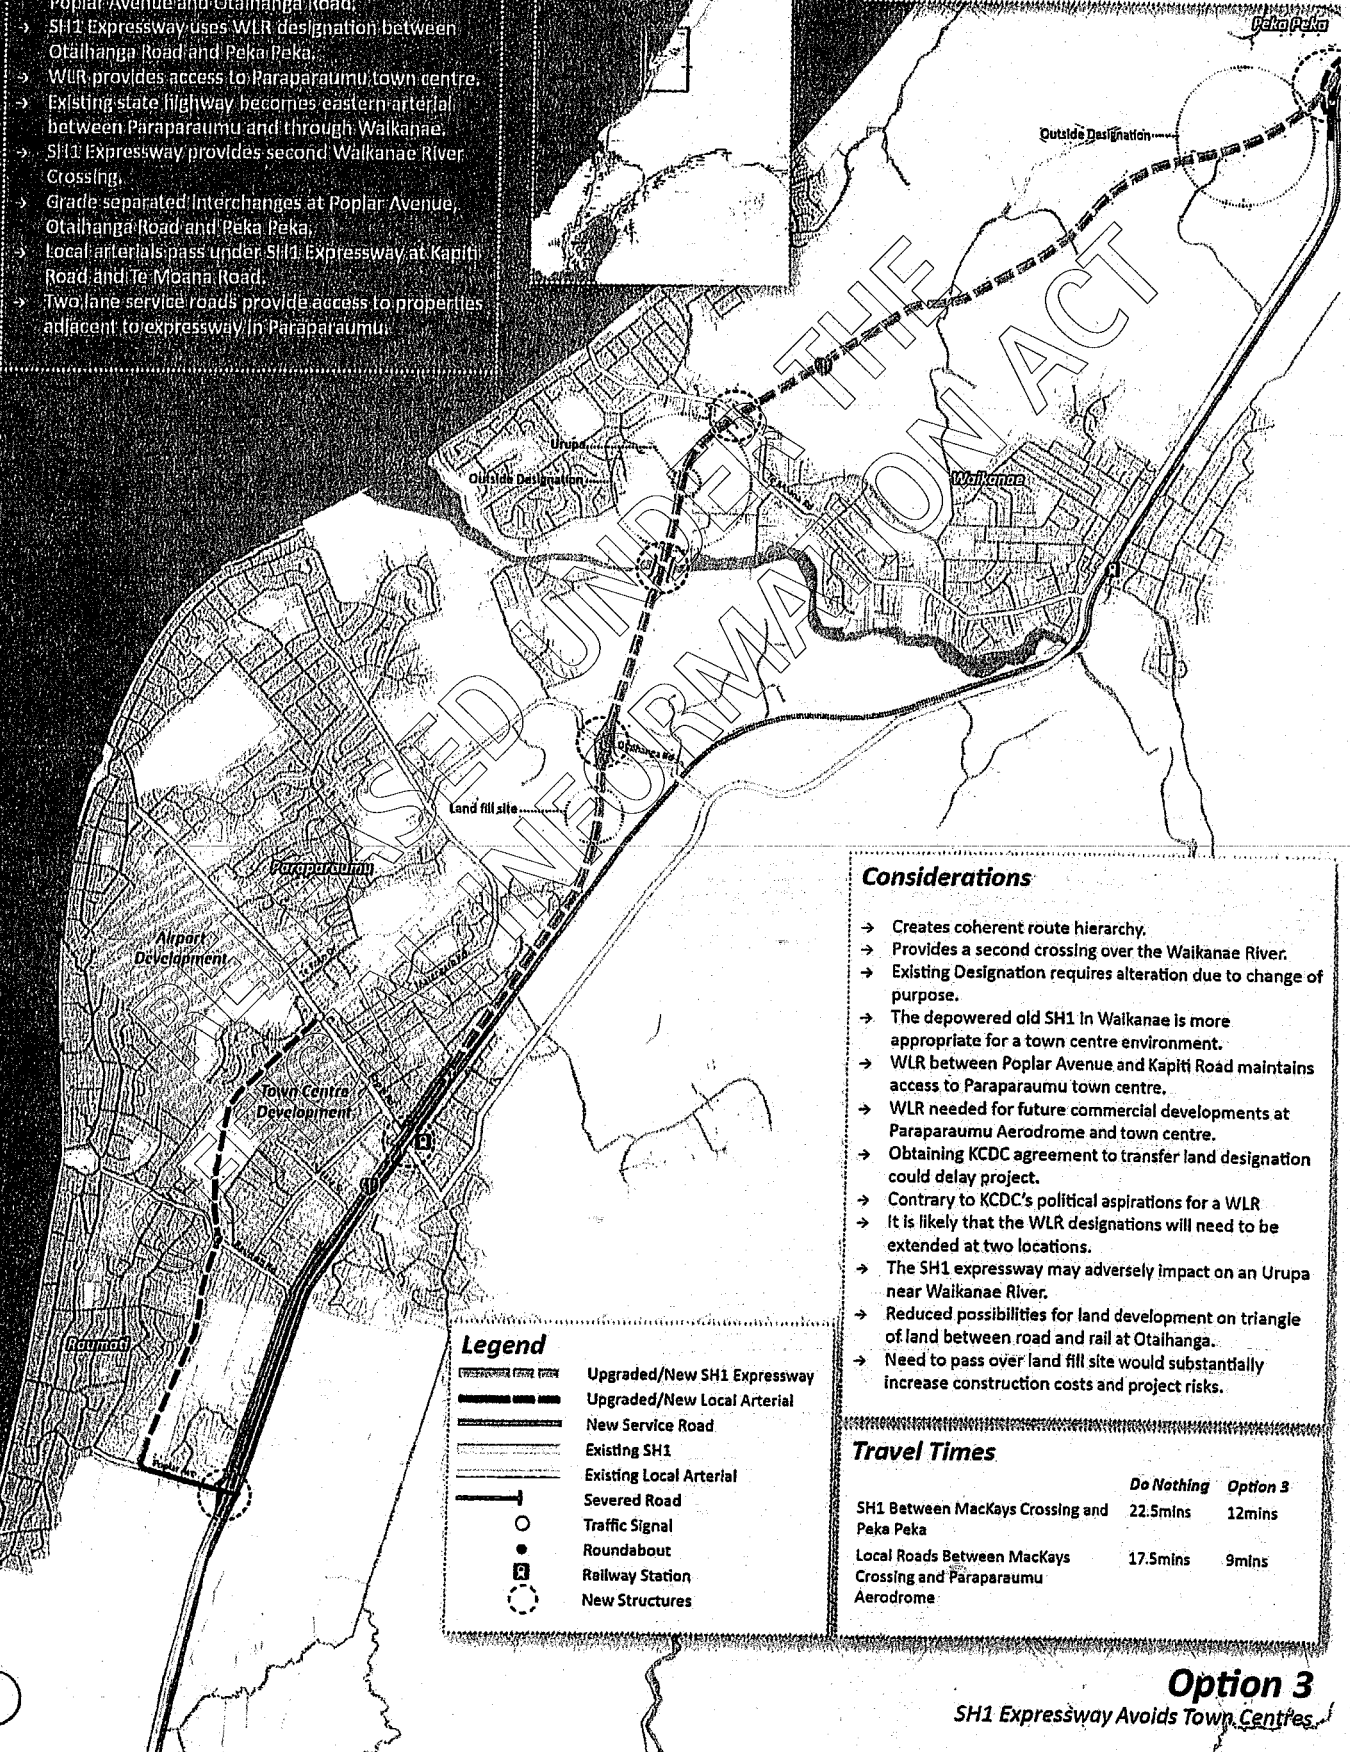 Poplar Avenue and Otaihanga Road.
→ SH1 Expressway uses WLR designation between
Otaihanga Road and Peka Peka.
→ WLR provides access to Paraparaumu town centre.
→ Existing state highway becomes eastern arterial
between Paraparaumu and through Waikanae.
→ SH1 Expressway provides second Waikanae River
Crossing.
→ Grade separated Interchanges at Poplar Avenue,
Otaihanga Road and Peka Peka.
→ Local arterials pass under SH1 Expressway at Kapiti
Road and Te Moana Road.
→ Two lane service roads provide access to properties
adjacent to expressway in Paraparaumu.
Peka Peka
Outside Designation
Urupa
Outside Designation
Waikanae
Otaihanga Rd
Land fill site
Paraparaumu
Airport
Development
Town Centre
Development
Raumati
Poplar Ave
RELEASED UNDER THE
OFFICIAL INFORMATION ACT
Considerations
→ Creates coherent route hierarchy.
→ Provides a second crossing over the Waikanae River.
→ Existing Designation requires alteration due to change of
purpose.
→ The depowered old SH1 in Waikanae is more
appropriate for a town centre environment.
→ WLR between Poplar Avenue and Kapiti Road maintains
access to Paraparaumu town centre.
→ WLR needed for future commercial developments at
Paraparaumu Aerodrome and town centre.
→ Obtaining KCDC agreement to transfer land designation
could delay project.
→ Contrary to KCDC's political aspirations for a WLR
→ It is likely that the WLR designations will need to be
extended at two locations.
→ The SH1 expressway may adversely impact on an Urupa
near Waikanae River.
→ Reduced possibilities for land development on triangle
of land between road and rail at Otaihanga.
→ Need to pass over land fill site would substantially
increase construction costs and project risks.
Legend
Upgraded/New SH1 Expressway
Upgraded/New Local Arterial
New Service Road
Existing SH1
Existing Local Arterial
Severed Road
Traffic Signal
Roundabout
Railway Station
New Structures
Travel Times
Do Nothing Option 3
SH1 Between MacKays Crossing and 22.5mins 12mins
Peka Peka
Local Roads Between MacKays 17.5mins 9mins
Crossing and Paraparaumu
Aerodrome
Option 3
SH1 Expressway Avoids Town Centres